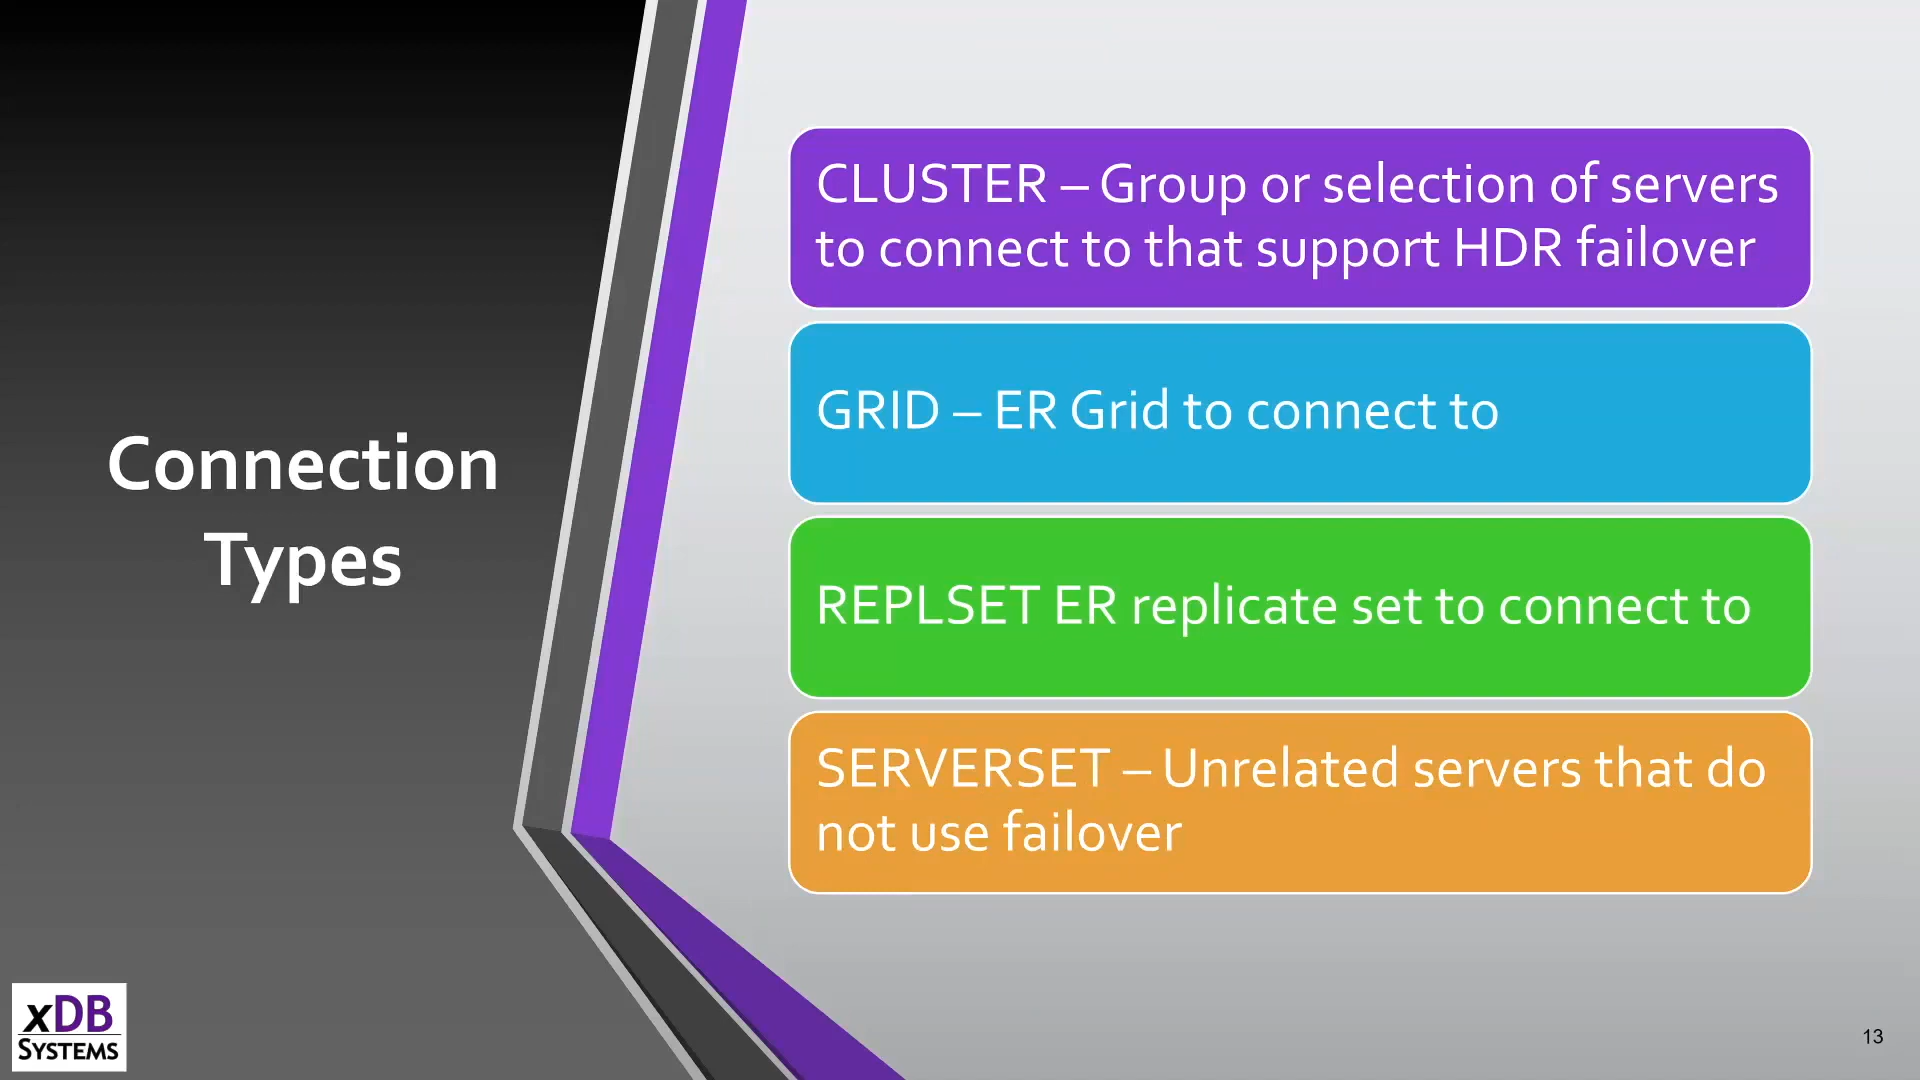 Connection
Types
CLUSTER – Group or selection of servers
to connect to that support HDR failover
GRID – ER Grid to connect to
REPLSET ER replicate set to connect to
SERVERSET – Unrelated servers that do
not use failover
xDB
SYSTEMS
13